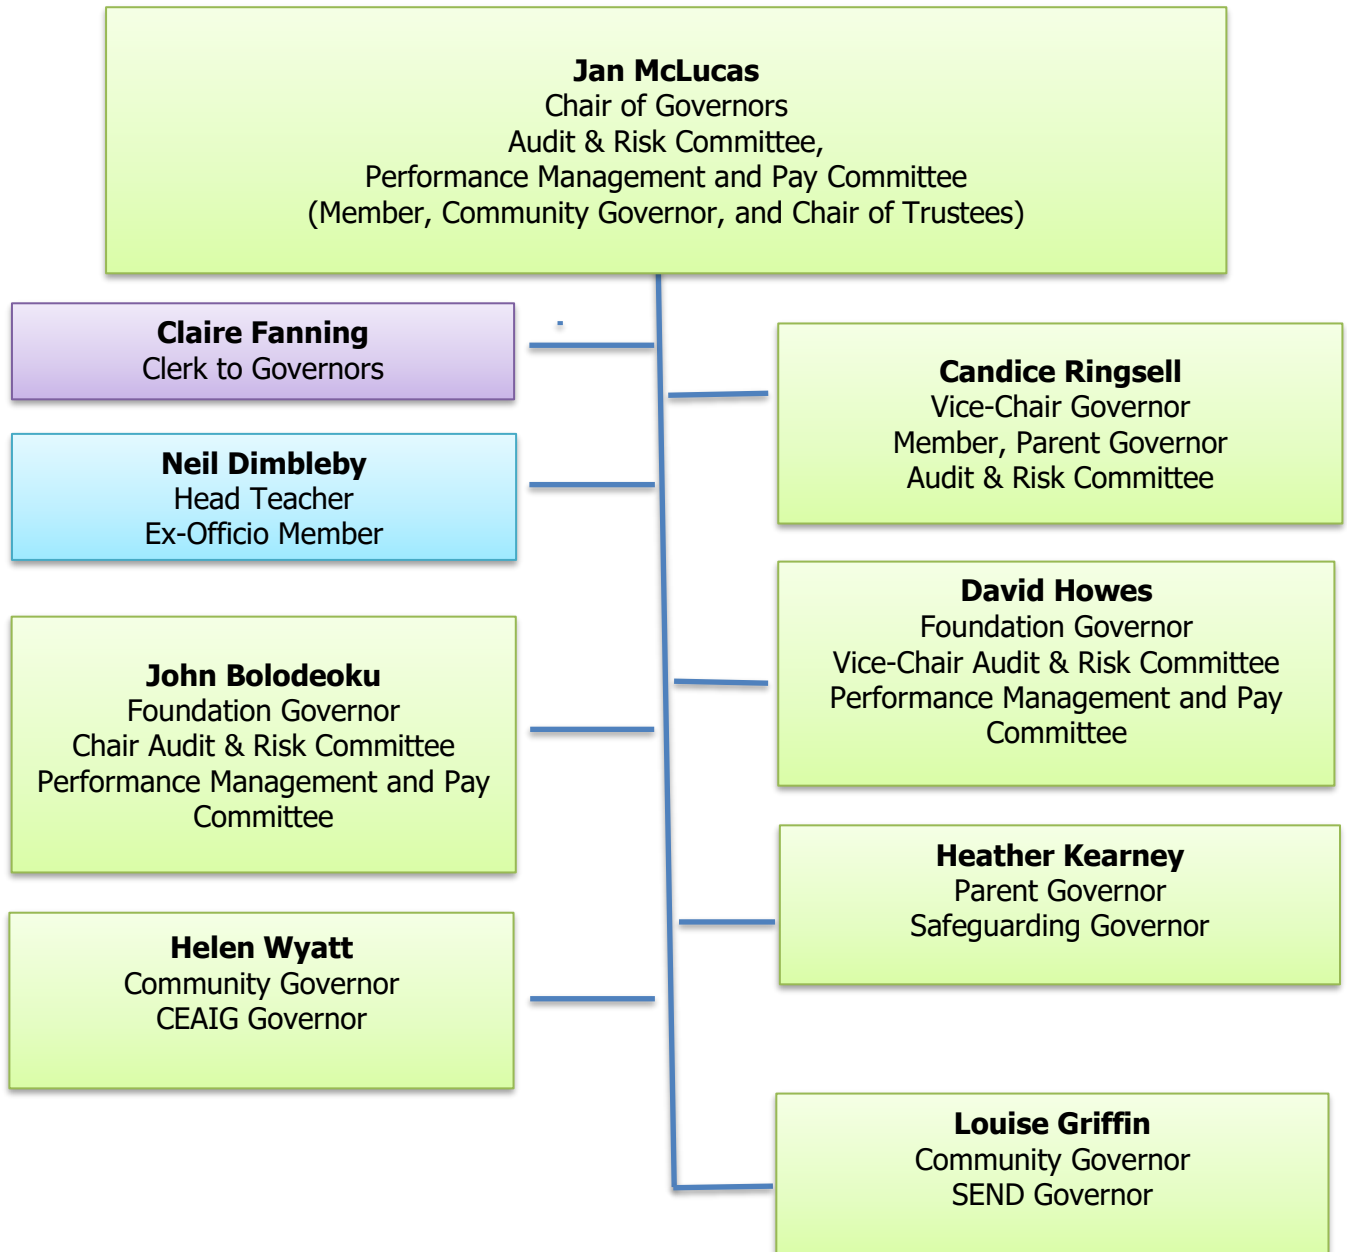 Jan McLucas
Chair of Governors
Audit & Risk Committee,
Performance Management and Pay Committee
(Member, Community Governor, and Chair of Trustees)
Claire Fanning
Clerk to Governors
Candice Ringsell
Vice-Chair Governor
Member, Parent Governor
Audit & Risk Committee
Neil Dimbleby
Head Teacher
Ex-Officio Member
David Howes
Foundation Governor
Vice-Chair Audit & Risk Committee
Performance Management and Pay
Committee
John Bolodeoku
Foundation Governor
Chair Audit & Risk Committee
Performance Management and Pay
Committee
Heather Kearney
Parent Governor
Safeguarding Governor
Helen Wyatt
Community Governor
CEAIG Governor
Louise Griffin
Community Governor
SEND Governor